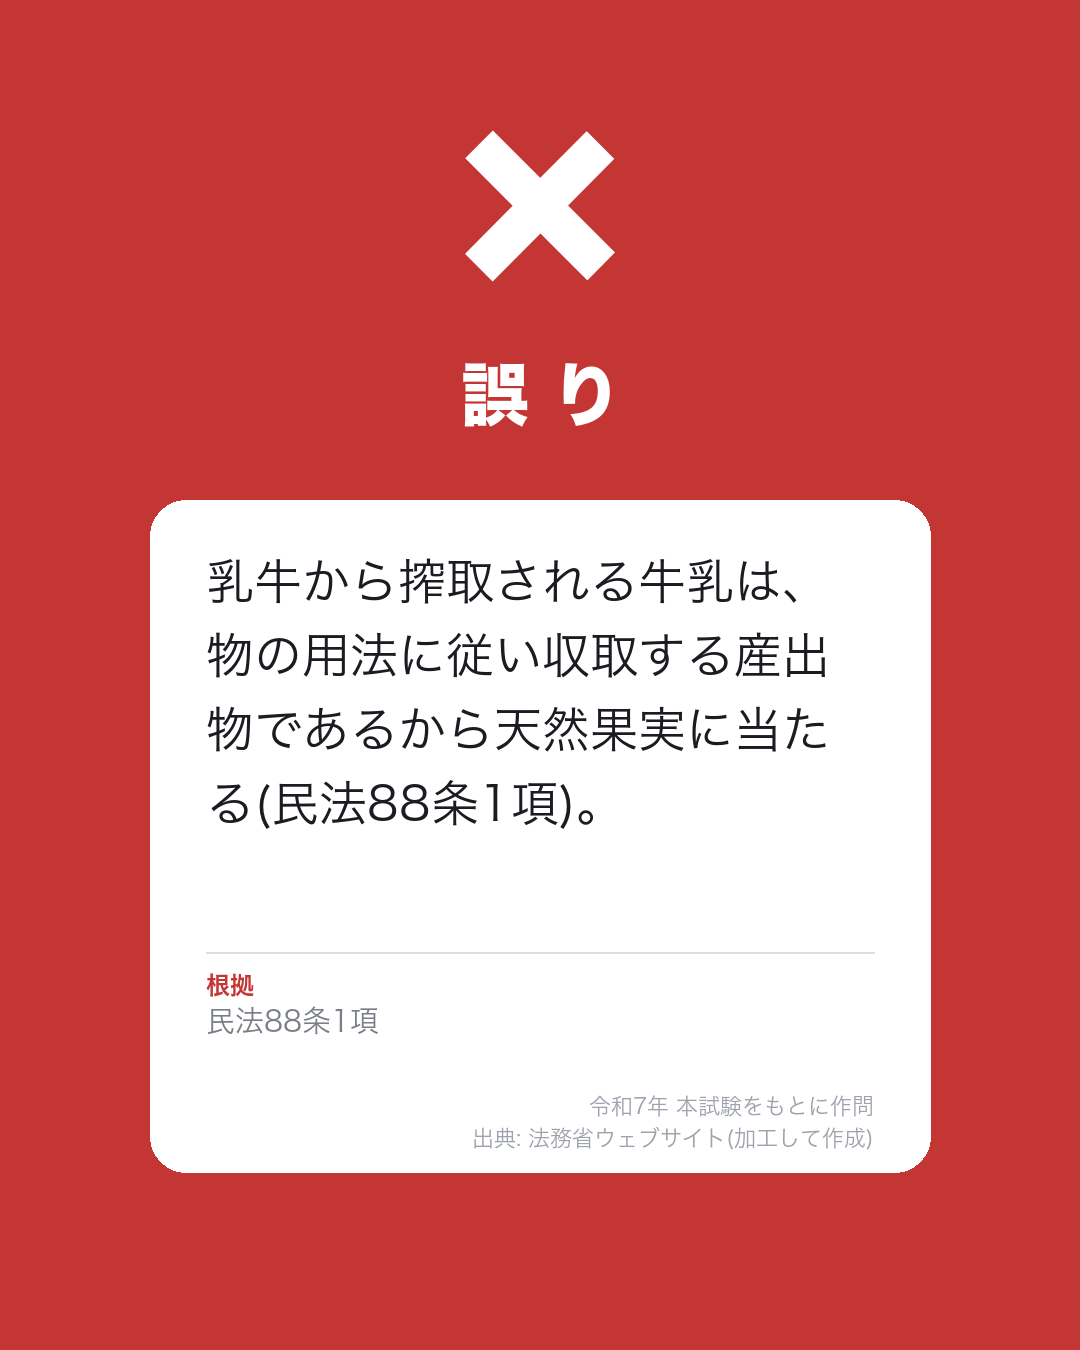 誤り
乳牛から搾取される牛乳は、
物の用法に従い収取する産出
物であるから天然果実に当た
る(民法88条1項)。
根拠
民法88条1項
令和7年 本試験をもとに作問
出典: 法務省ウェブサイト(加工して作成)